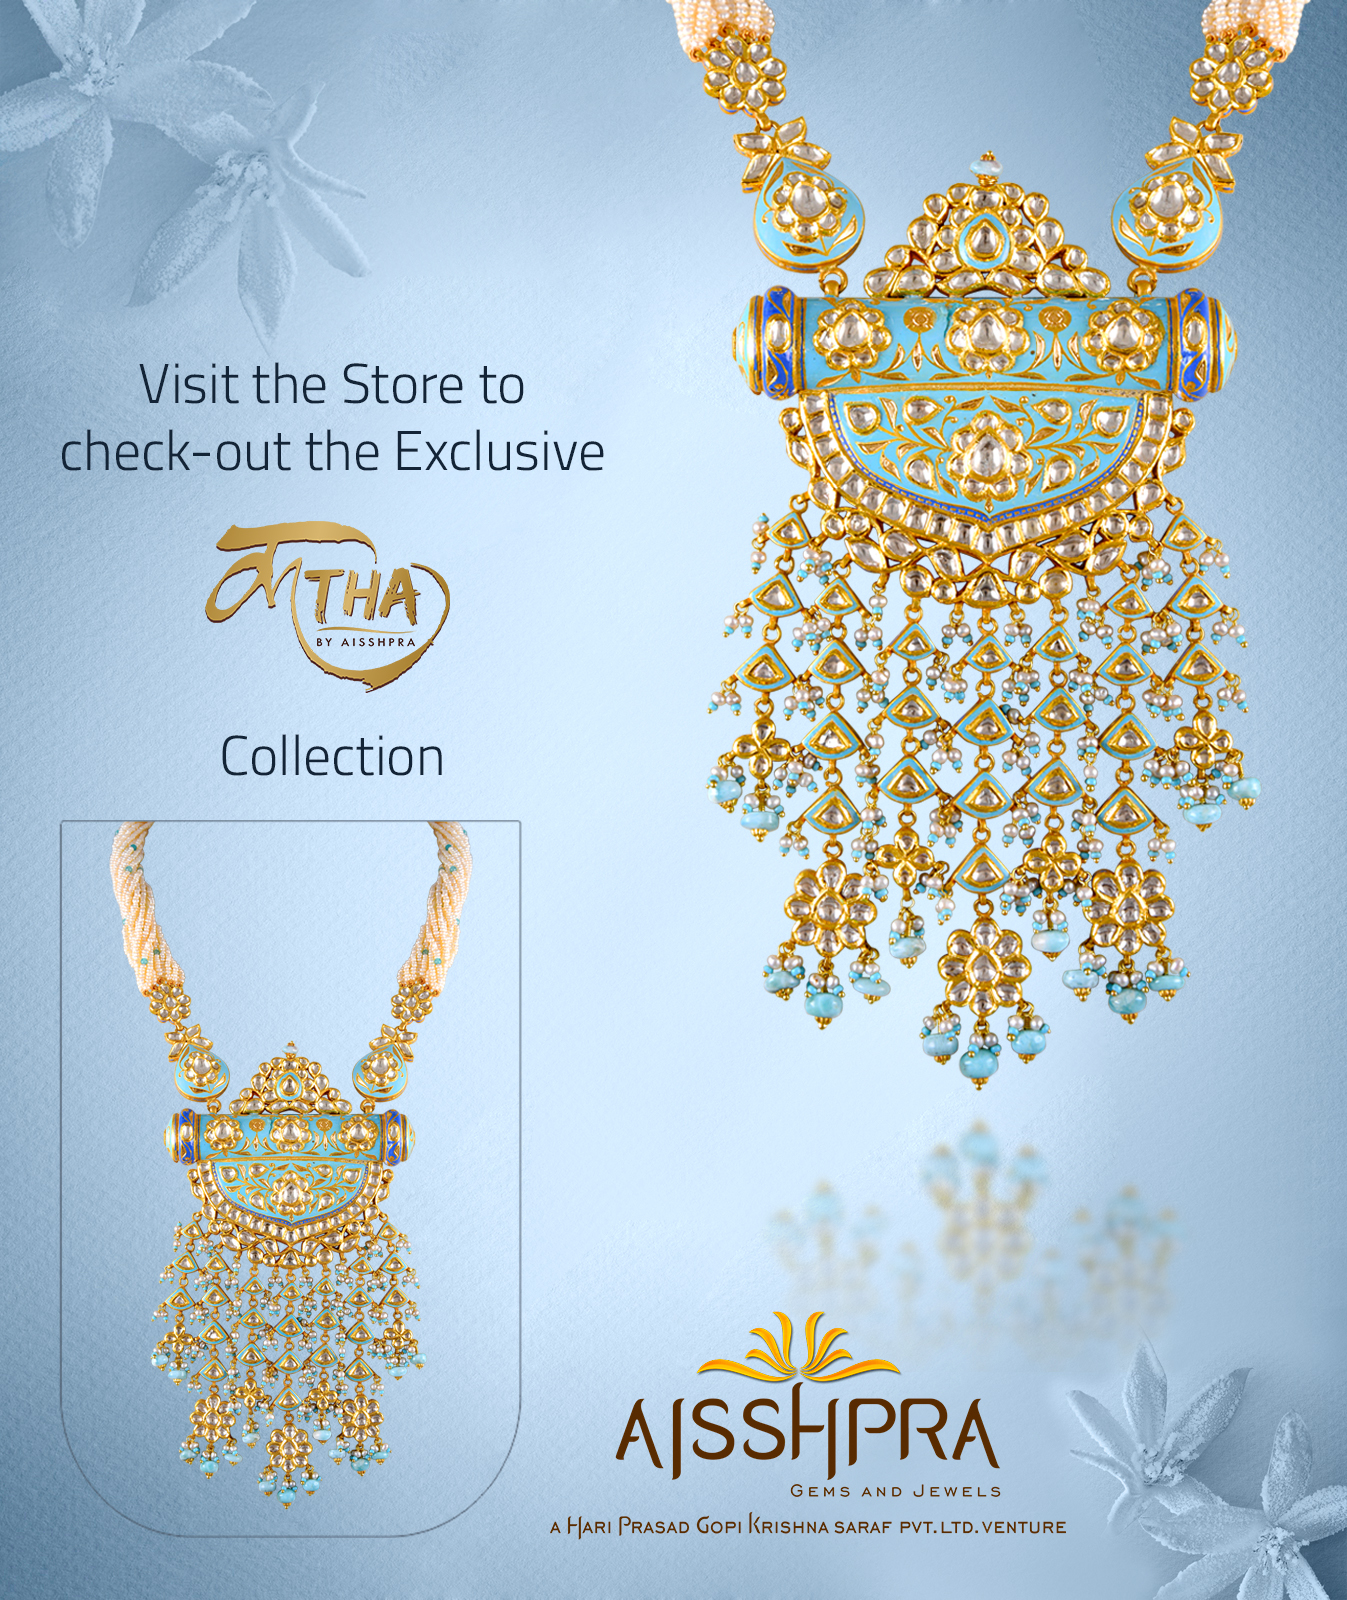 Visit the Store to
check-out the Exclusive
काTHA
BY AISSHPRA
Collection
AISSHPRA
GEMS AND JEWELS
A HARI PRASAD GOPI KRISHNA SARAF PVT. LTD. VENTURE